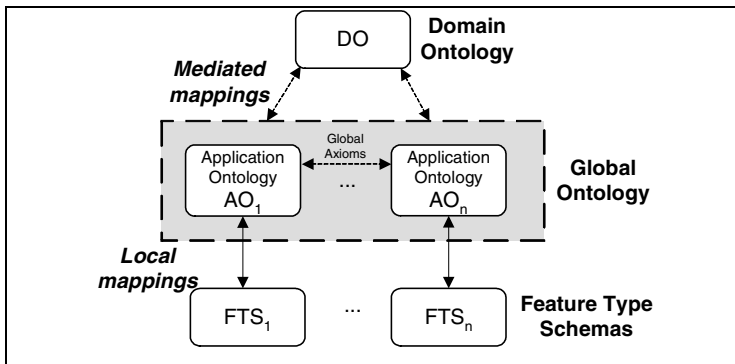 DO
Domain
Ontology
Mediated
mappings
Global
Axioms
Application
Ontology
AO1
...
Application
Ontology
AOn
Global
Ontology
Local
mappings
FTS1
...
FTSn
Feature Type
Schemas